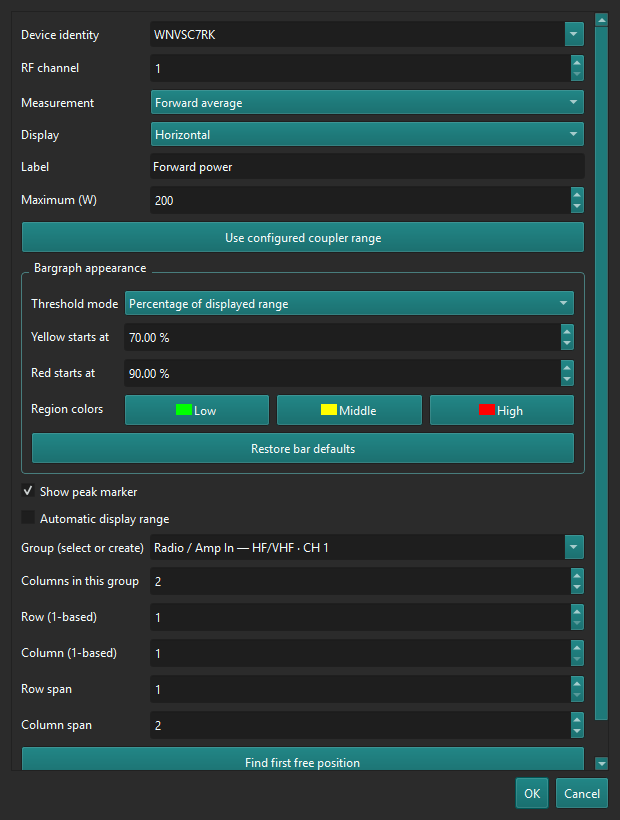 Device identity WNVSC7RK
RF channel 1
Measurement Forward average
Display Horizontal
Label Forward power
Maximum (W) 200
Use configured coupler range
Bargraph appearance
Threshold mode Percentage of displayed range
Yellow starts at 70.00 %
Red starts at 90.00 %
Region colors Low Middle High
Restore bar defaults
Show peak marker
Automatic display range
Group (select or create) Radio / Amp In — HF/VHF · CH 1
Columns in this group 2
Row (1-based) 1
Column (1-based) 1
Row span 1
Column span 2
Find first free position
OK Cancel